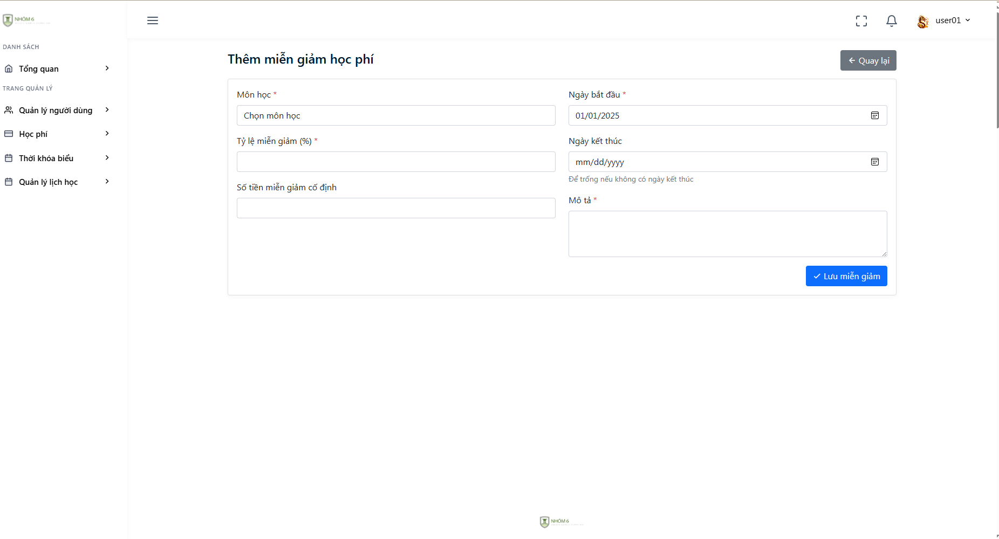 NHÓM 6
DANH SÁCH
Tổng quan
TRANG QUẢN LÝ
Quản lý người dùng
Học phí
Thời khóa biểu
Quản lý lịch học
user01
Thêm miễn giảm học phí
Quay lại
Môn học *
Chọn môn học
Tỷ lệ miễn giảm (%) *
Số tiền miễn giảm cố định
Ngày bắt đầu *
01/01/2025
Ngày kết thúc
mm/dd/yyyy
Để trống nếu không có ngày kết thúc
Mô tả *
Lưu miễn giảm
NHÓM 6